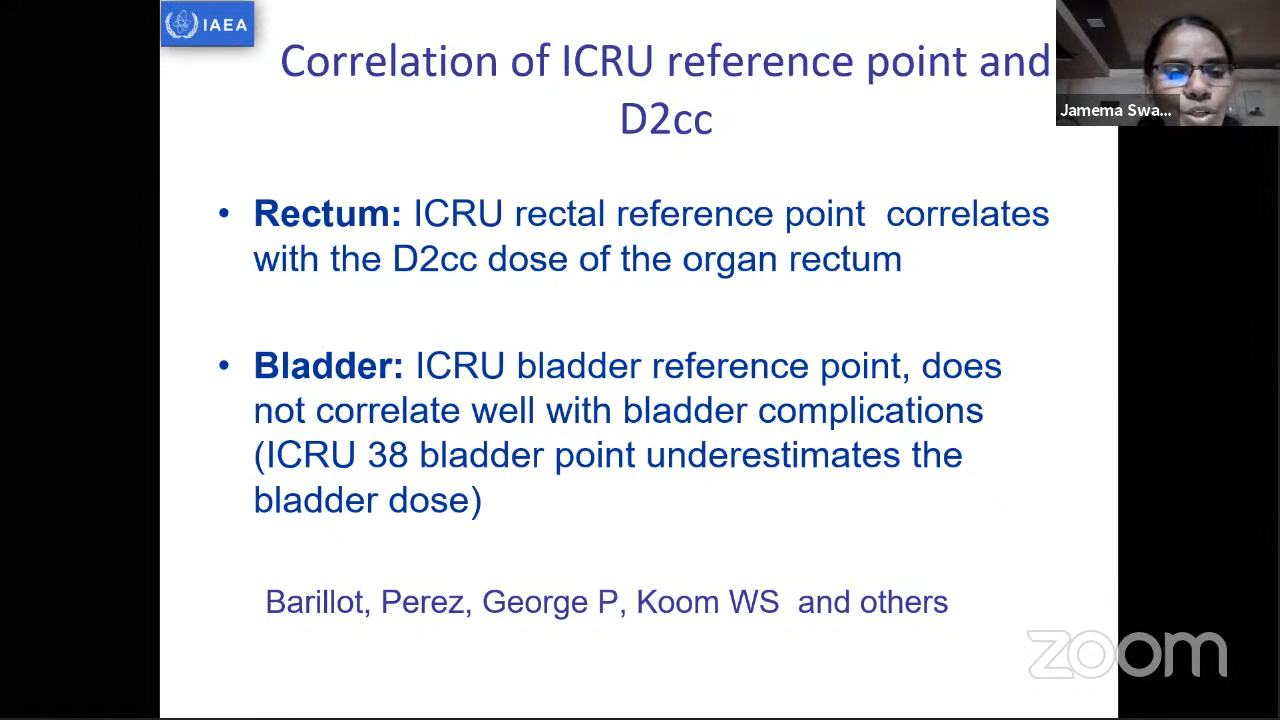 IAEA
Correlation of ICRU reference point and
D2cc
Jamema Swa...
• Rectum: ICRU rectal reference point correlates
with the D2cc dose of the organ rectum
• Bladder: ICRU bladder reference point, does
not correlate well with bladder complications
(ICRU 38 bladder point underestimates the
bladder dose)
Barillot, Perez, George P, Koom WS and others
zoom